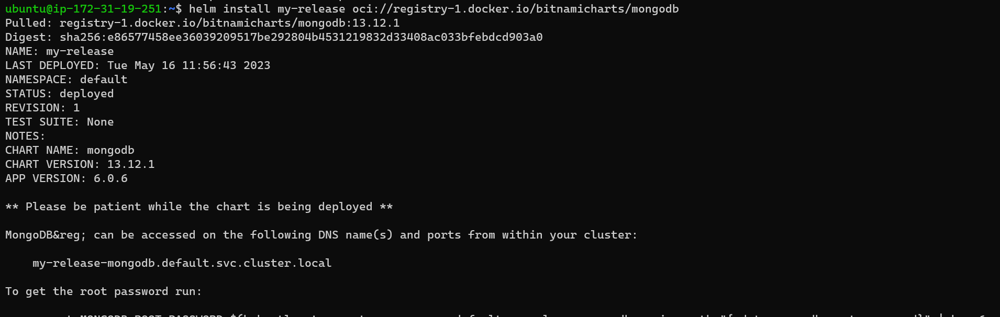 ubuntu@ip-172-31-19-251:~$ helm install my-release oci://registry-1.docker.io/bitnamicharts/mongodb
Pulled: registry-1.docker.io/bitnamicharts/mongodb:13.12.1
Digest: sha256:e86577458ee36039209517be292804b4531219832d33408ac033bfebdcd903a0
NAME: my-release
LAST DEPLOYED: Tue May 16 11:56:43 2023
NAMESPACE: default
STATUS: deployed
REVISION: 1
TEST SUITE: None
NOTES:
CHART NAME: mongodb
CHART VERSION: 13.12.1
APP VERSION: 6.0.6
** Please be patient while the chart is being deployed **
MongoDB&reg; can be accessed on the following DNS name(s) and ports from within your cluster:
my-release-mongodb.default.svc.cluster.local
To get the root password run: